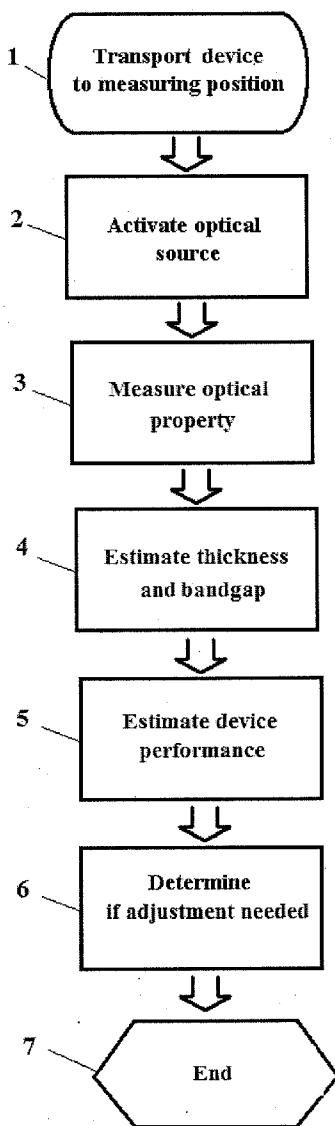 1
Transport device
to measuring position
2
Activate optical
source
3
Measure optical
property
4
Estimate thickness
and bandgap
5
Estimate device
performance
6
Determine
if adjustment needed
7
End